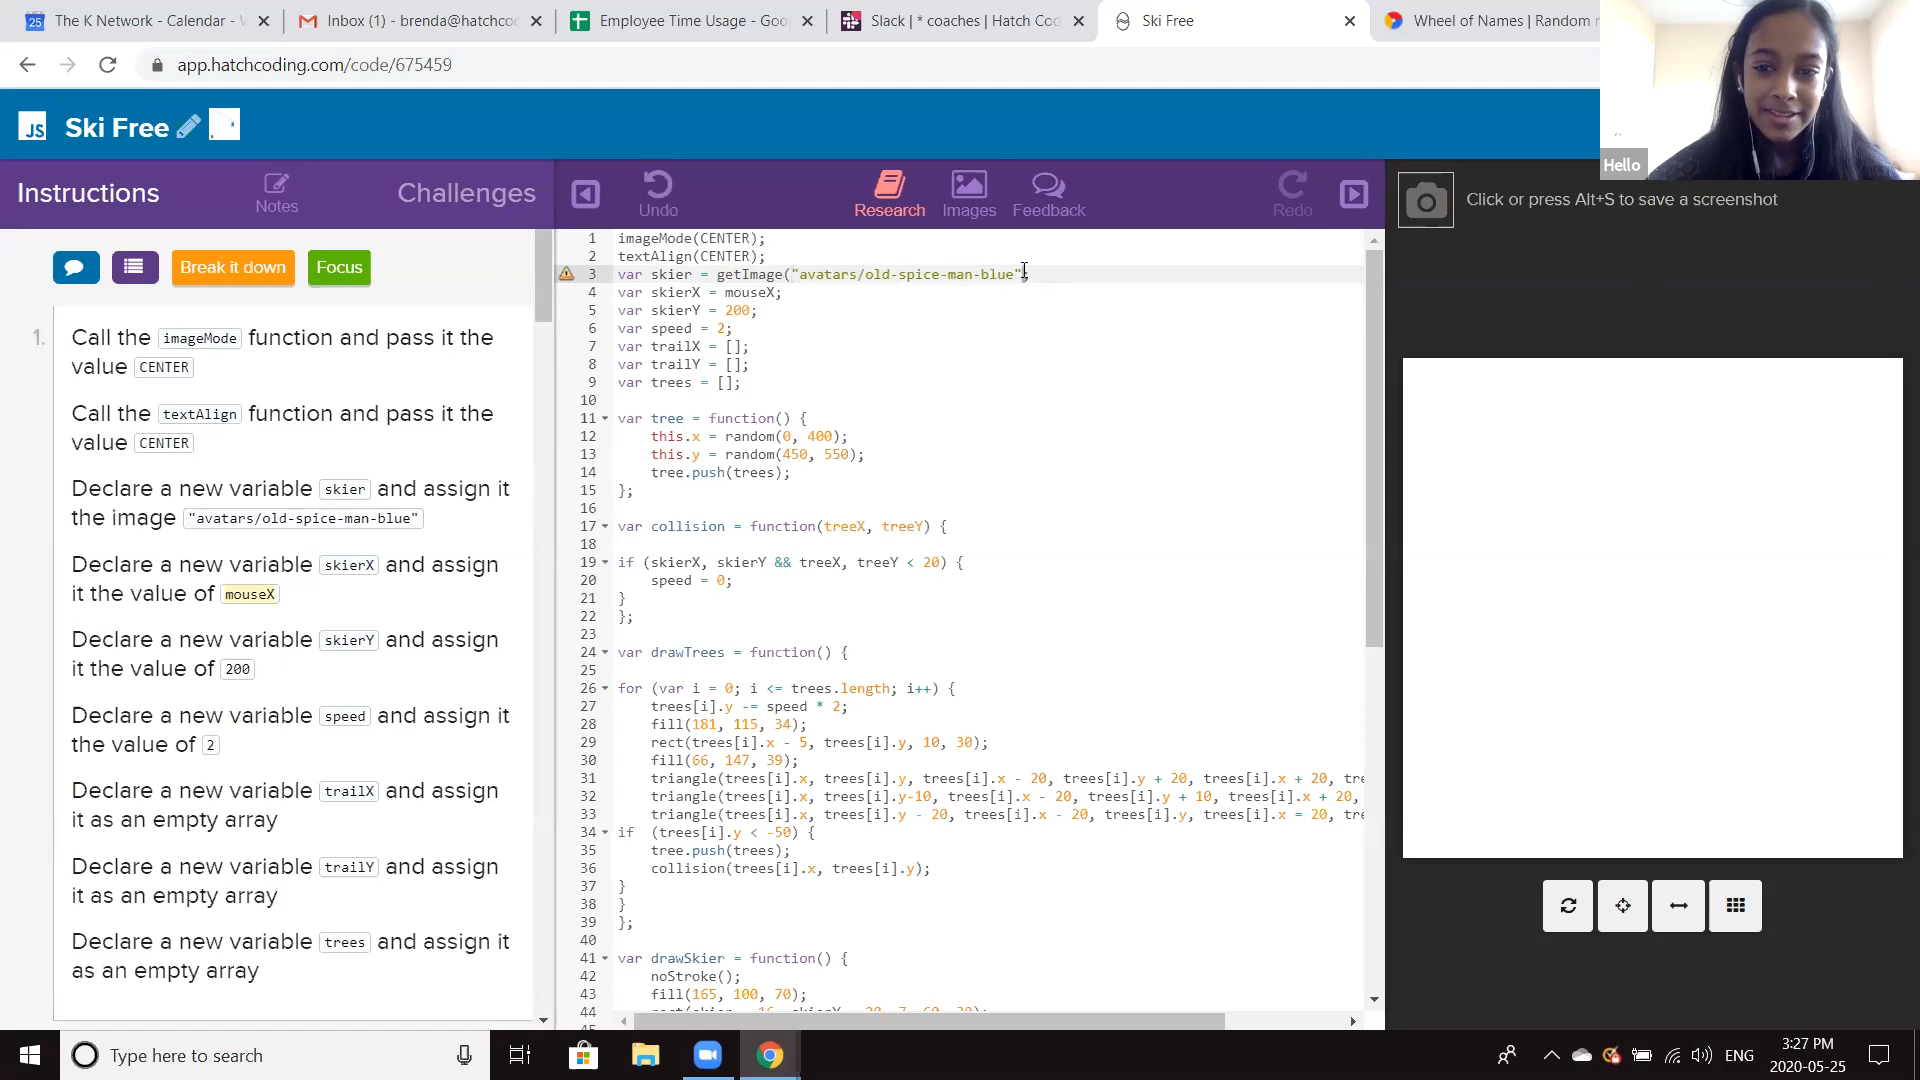 The K Network - Calendar -
Inbox (1) - brenda@hatchco
Employee Time Usage - Goo
Slack | * coaches | Hatch Co
Ski Free
Wheel of Names | Random
app.hatchcoding.com/code/675459
JS Ski Free
Hello
Instructions
Notes
Challenges
Undo
Research
Images
Feedback
Redo
Click or press Alt+S to save a screenshot
Break it down
Focus
1. Call the imageMode function and pass it the
value CENTER
Call the textAlign function and pass it the
value CENTER
Declare a new variable skier and assign it
the image "avatars/old-spice-man-blue"
Declare a new variable skierX and assign
it the value of mouseX
Declare a new variable skierY and assign
it the value of 200
Declare a new variable speed and assign it
the value of 2
Declare a new variable trailX and assign
it as an empty array
Declare a new variable trailY and assign
it as an empty array
Declare a new variable trees and assign it
as an empty array
1 imageMode(CENTER);
2 textAlign(CENTER);
3 var skier = getImage("avatars/old-spice-man-blue";
4 var skierX = mouseX;
5 var skierY = 200;
6 var speed = 2;
7 var trailX = [];
8 var trailY = [];
9 var trees = [];
10
11 var tree = function() {
12 this.x = random(0, 400);
13 this.y = random(450, 550);
14 tree.push(trees);
15 };
16
17 var collision = function(treeX, treeY) {
18
19 if (skierX, skierY && treeX, treeY < 20) {
20 speed = 0;
21 }
22 };
23
24 var drawTrees = function() {
25
26 for (var i = 0; i <= trees.length; i++) {
27 trees[i].y -= speed * 2;
28 fill(181, 115, 34);
29 rect(trees[i].x - 5, trees[i].y, 10, 30);
30 fill(66, 147, 39);
31 triangle(trees[i].x, trees[i].y, trees[i].x - 20, trees[i].y + 20, trees[i].x + 20, tre
32 triangle(trees[i].x, trees[i].y-10, trees[i].x - 20, trees[i].y + 10, trees[i].x + 20,
33 triangle(trees[i].x, trees[i].y - 20, trees[i].x - 20, trees[i].y, trees[i].x = 20, tre
34 if (trees[i].y < -50) {
35 tree.push(trees);
36 collision(trees[i].x, trees[i].y);
37 }
38 }
39 };
40
41 var drawSkier = function() {
42 noStroke();
43 fill(165, 100, 70);
44
Type here to search
ENG
3:27 PM
2020-05-25